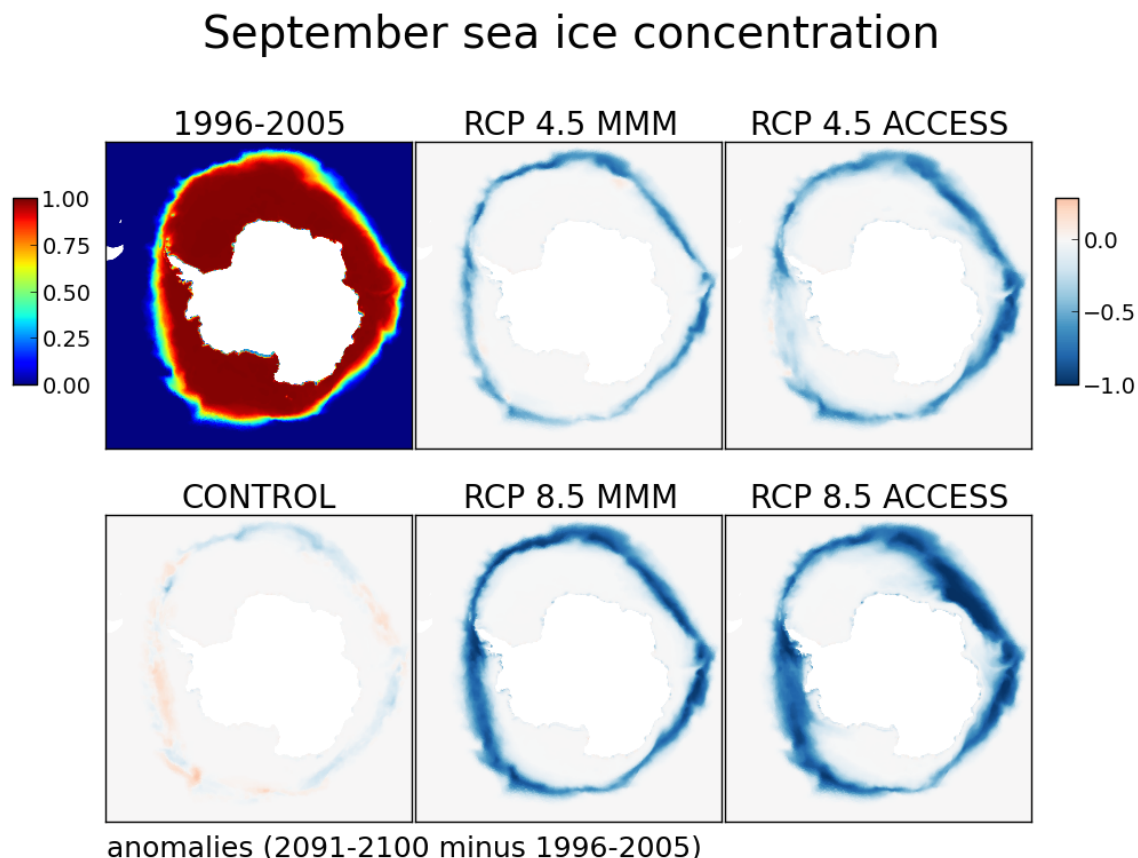 September sea ice concentration
1996-2005
RCP 4.5 MMM
RCP 4.5 ACCESS
1.00
0.75
0.50
0.25
0.00
0.0
−0.5
−1.0
CONTROL
RCP 8.5 MMM
RCP 8.5 ACCESS
anomalies (2091-2100 minus 1996-2005)